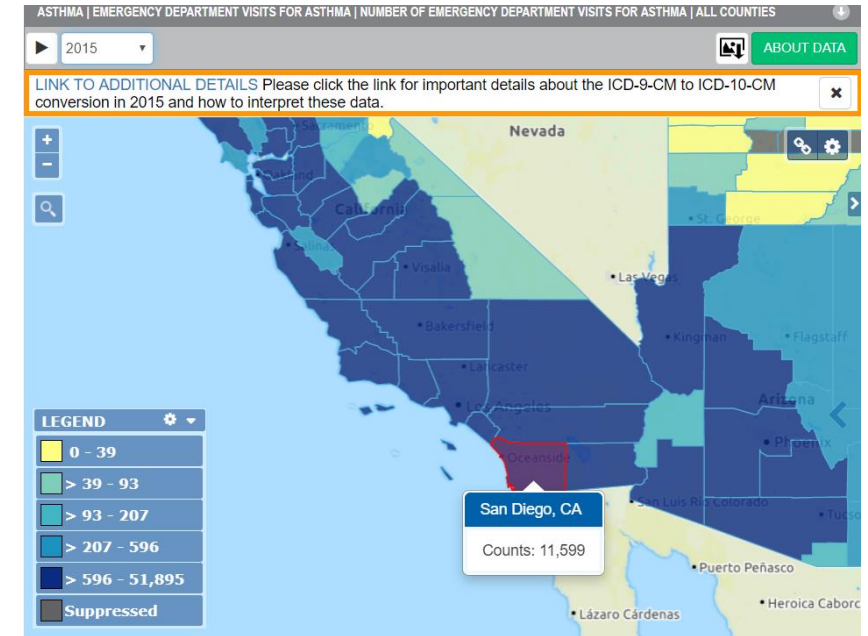 ASTHMA | EMERGENCY DEPARTMENT VISITS FOR ASTHMA | NUMBER OF EMERGENCY DEPARTMENT VISITS FOR ASTHMA | ALL COUNTIES
2015
ABOUT DATA
LINK TO ADDITIONAL DETAILS Please click the link for important details about the ICD-9-CM to ICD-10-CM
conversion in 2015 and how to interpret these data.
+
−
Sacramento
Nevada
Oakland
California
St. George
Salinas
Visalia
Las Vegas
Bakersfield
Kingman
Flagstaff
Lancaster
Los Angeles
Arizona
Phoenix
Oceanside
LEGEND
0 - 39
> 39 - 93
> 93 - 207
> 207 - 596
> 596 - 51,895
Suppressed
San Diego, CA
Counts: 11,599
San Luis Rio Colorado
Puerto Peñasco
Lázaro Cárdenas